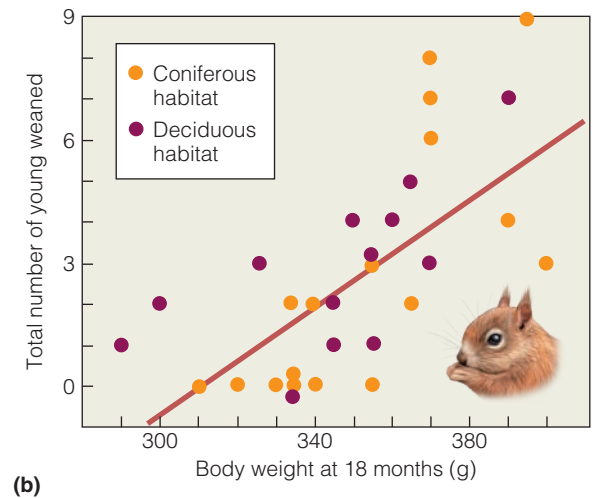 9
Coniferous
habitat
Deciduous
habitat
6
3
0
Total number of young weaned
300
340
380
Body weight at 18 months (g)
(b)